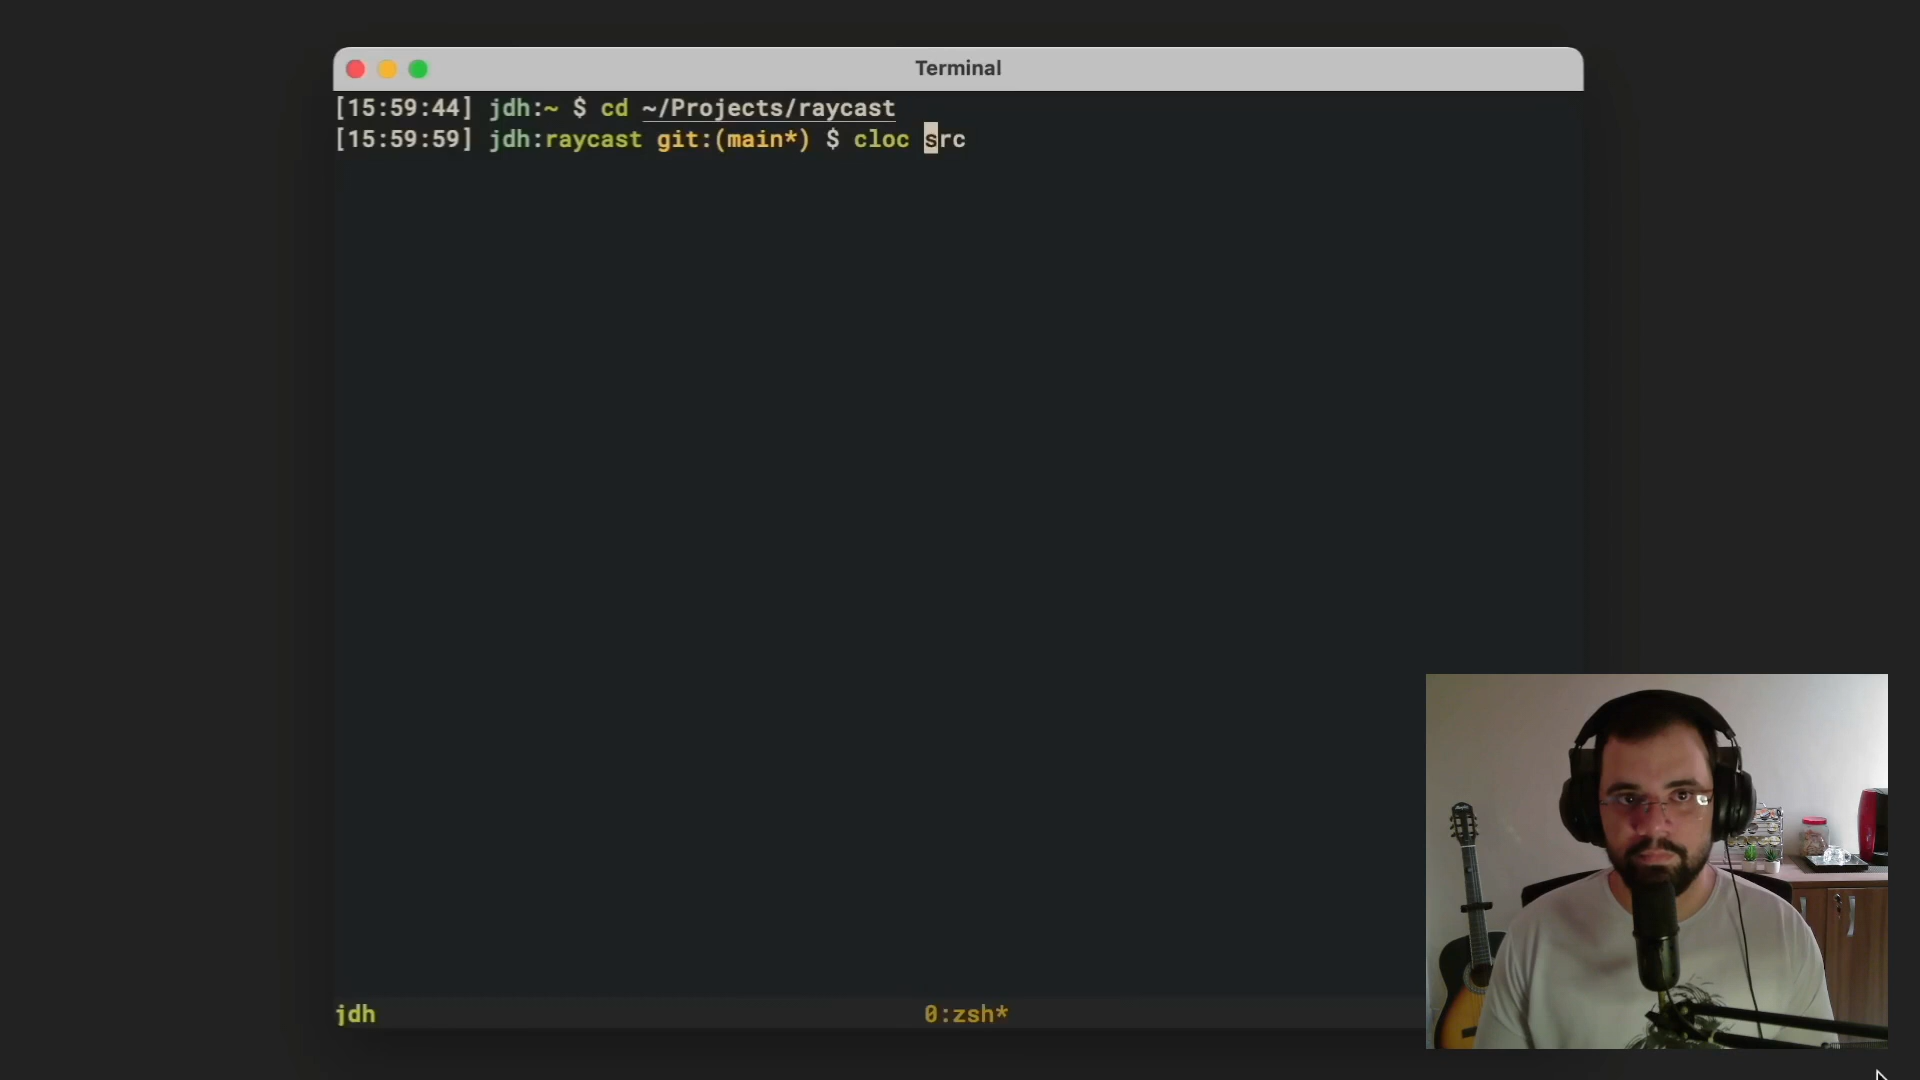 Terminal
[15:59:44] jdh:~ $ cd ~/Projects/raycast
[15:59:59] jdh:raycast git:(main*) $ cloc src
jdh
0:zsh*